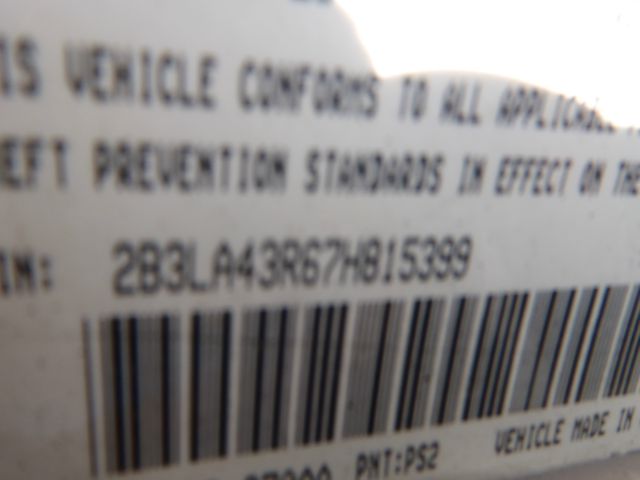 IS VEHICLE CONFORMS TO ALL APPLICABLE
EFT PREVENTION STANDARDS IN EFFECT ON THE
IN: 2B3LA43R67H815399
PNT:PS2 VEHICLE MADE IN